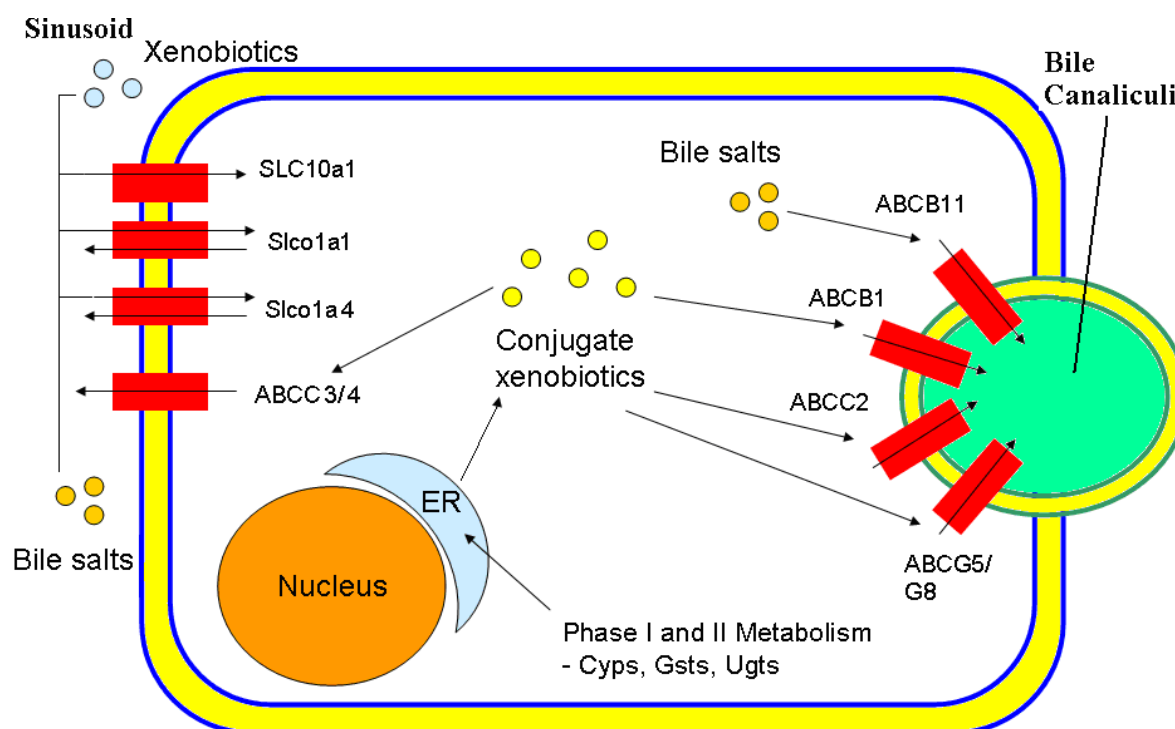 Sinusoid
Xenobiotics
Bile
Canaliculi
SLC10a1
Bile salts
ABCB11
Slco1a1
Slco1a4
ABCB1
Conjugate
xenobiotics
ABCC3/4
ABCC2
ER
Bile salts
Nucleus
ABCG5/
G8
Phase I and II Metabolism
- Cyps, Gsts, Ugts